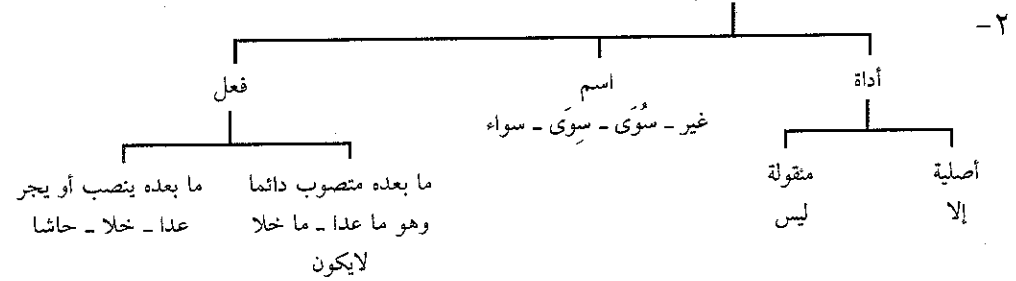 ٢-
أداة
اسم
فعل
غير ـ سُوَى ـ سِوَى ـ سواء
أصلية
منقولة
إلا
ليس
ما بعده منصوب دائما
وهو ما عدا ـ ما خلا
لايكون
ما بعده ينصب أو يجر
عدا ـ خلا ـ حاشا